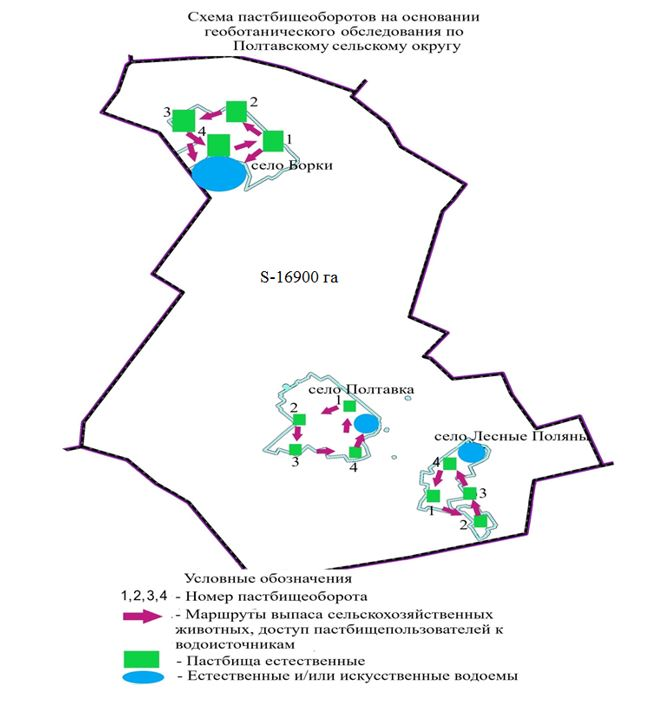 Схема пастбищеоборотов на основании
геоботанического обследования по
Полтавскому сельскому округу
3
2
4
1
село Борки
S-16900 га
село Полтавка
1
2
3
4
село Лесные Поляны
4
3
1
2
Условные обозначения
1,2,3,4 - Номер пастбищеоборота
- Маршруты выпаса сельскохозяйственных
животных, доступ пастбищепользователей к
водоисточникам
- Пастбища естественные
- Естественные и/или искусственные водоемы